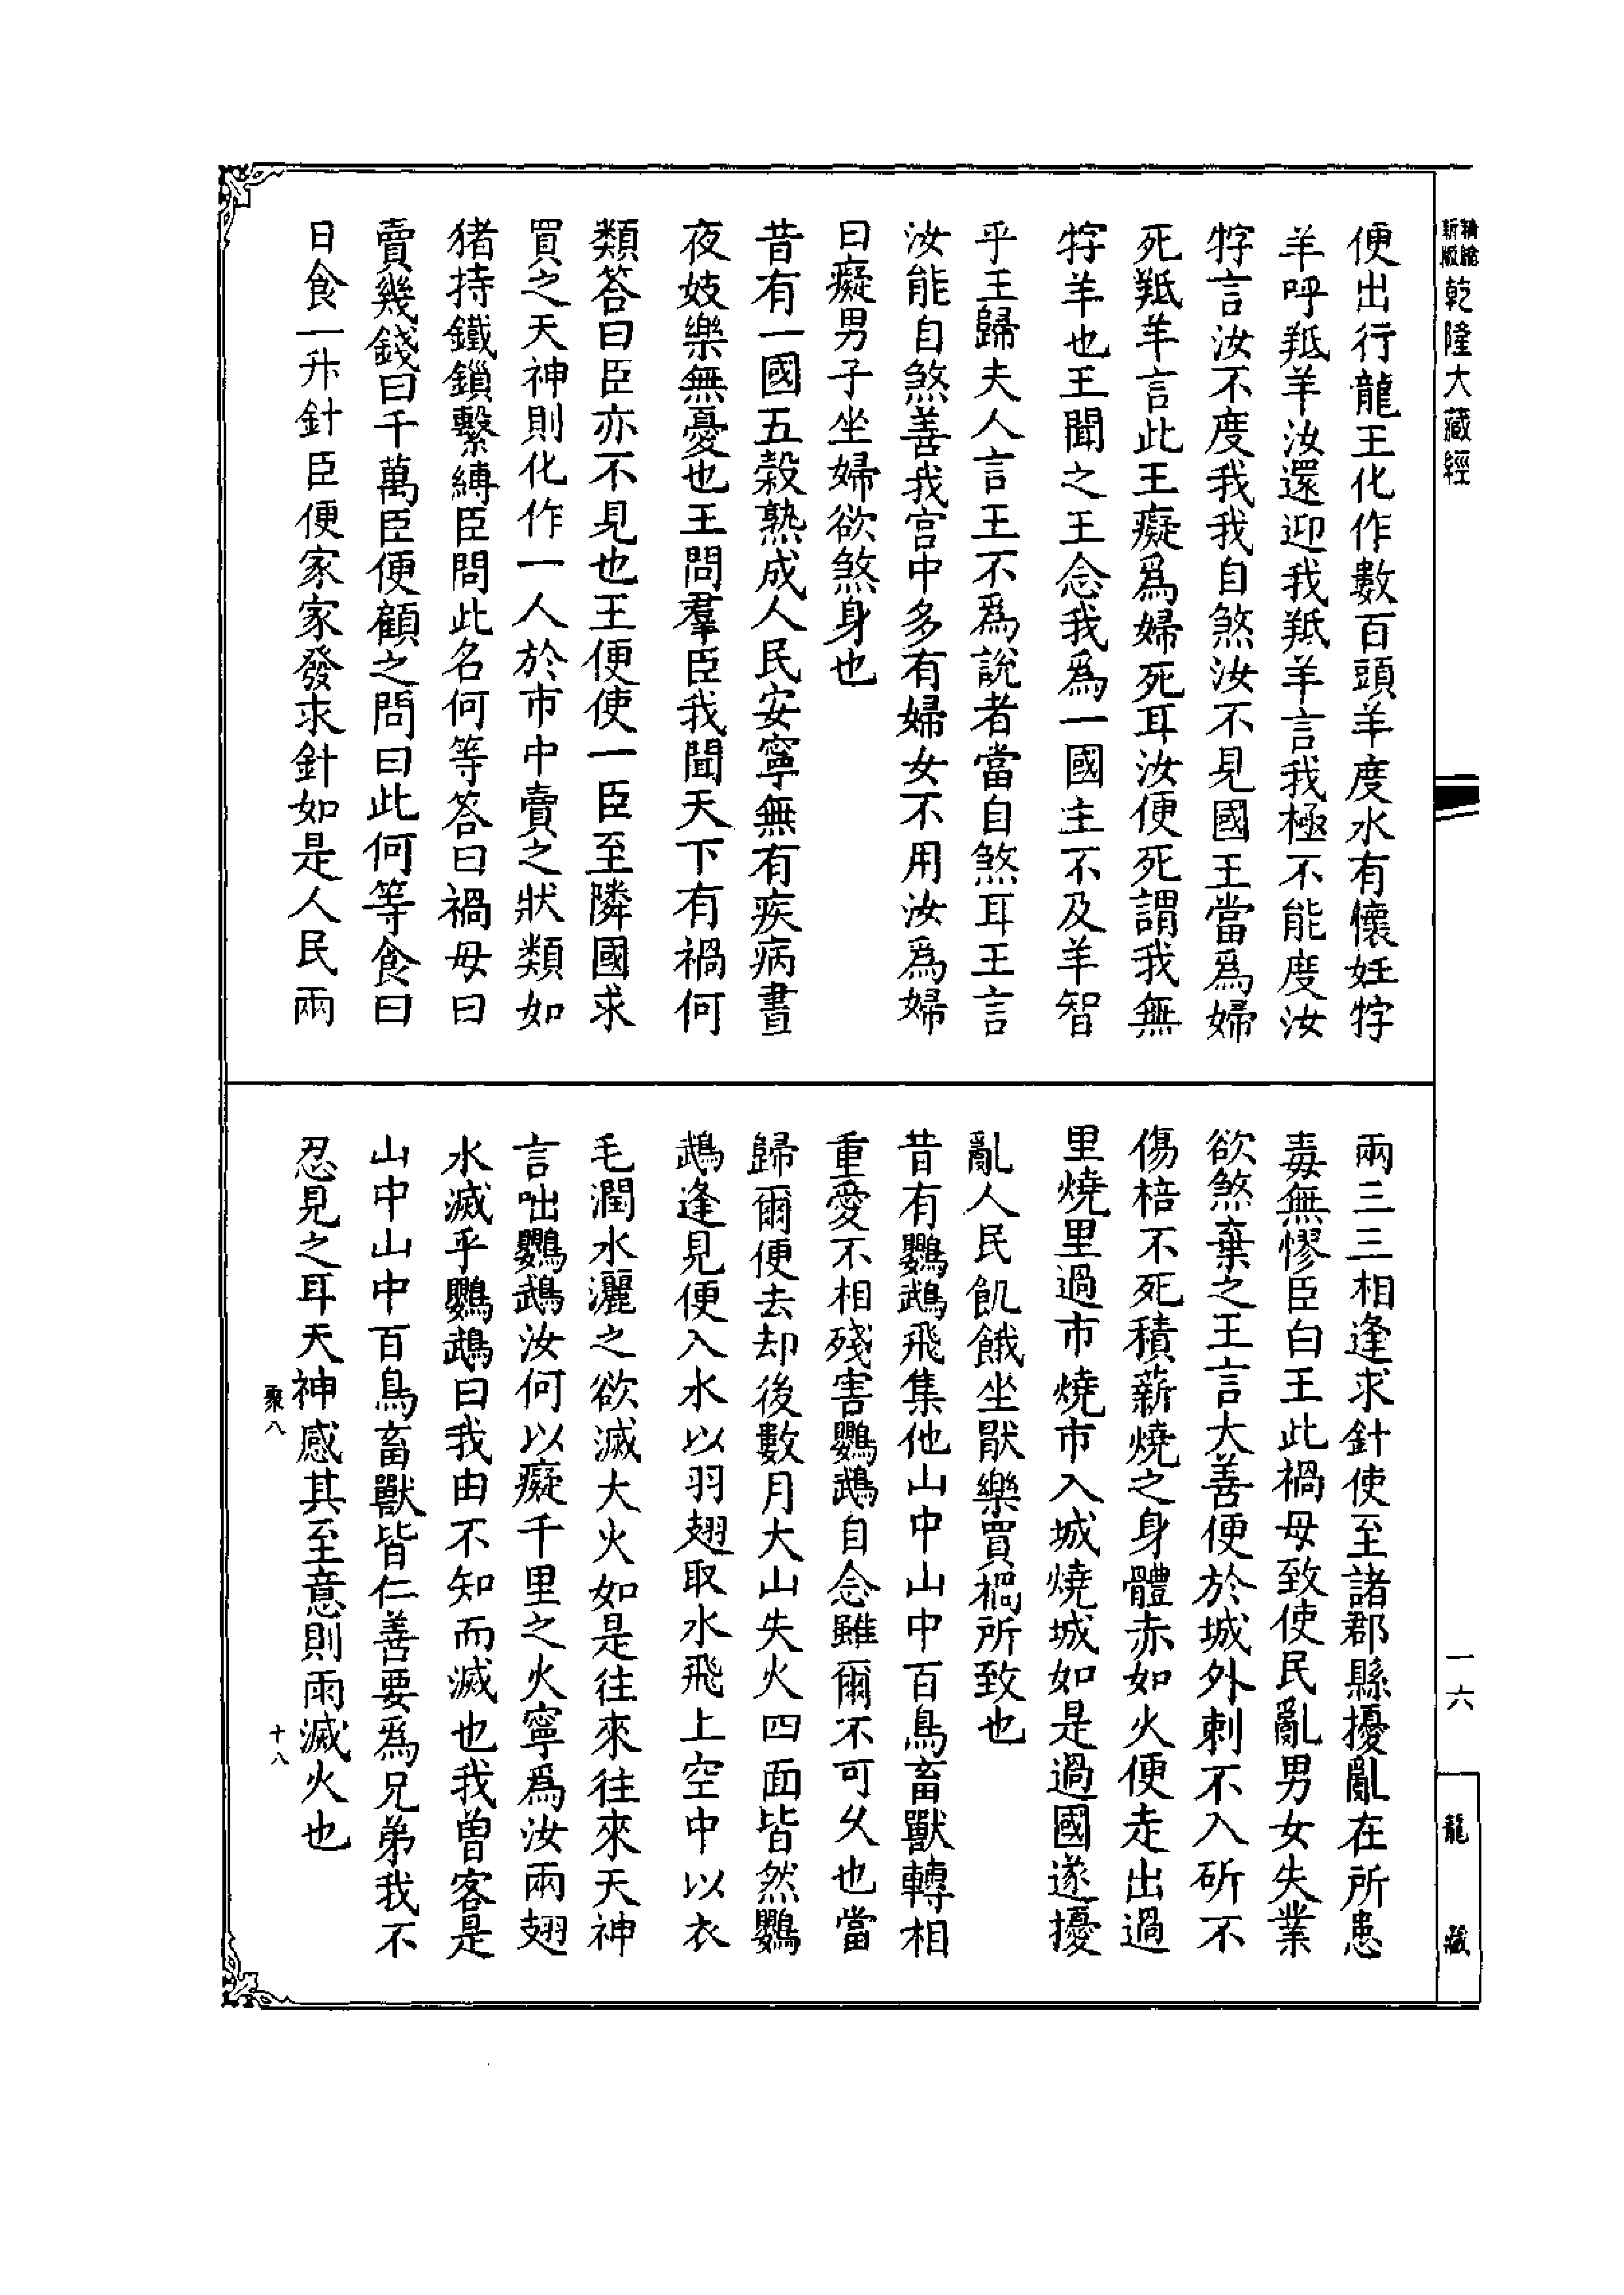 精繪新版乾隆大藏經
便出行龍王化作數百頭羊度水有懷妊牸
羊呼羝羊汝還迎我羝羊言我極不能度汝
牸言汝不度我我自煞汝不見國王當爲婦
死羝羊言此王癡爲婦死耳汝便死謂我無
牸羊也王聞之王念我爲一國主不及羊智
乎王歸夫人言王不爲說者當自煞耳王言
汝能自煞善我宮中多有婦女不用汝爲婦
曰癡男子坐婦欲煞身也
昔有一國五穀熟成人民安寧無有疾病晝
夜妓樂無憂也王問羣臣我聞天下有禍何
類答曰臣亦不見也王便使一臣至隣國求
買之天神則化作一人於市中賣之狀類如
猪持鐵鎖繫縛臣問此名何等答曰禍母曰
賣幾錢曰千萬臣便顧之問曰此何等食曰
日食一升針臣便家家發求針如是人民兩
兩三三相逢求針使至諸郡縣擾亂在所患
毒無憀臣白王此禍母致使民亂男女失業
欲煞棄之王言大善便於城外刺不入斫不
傷棓不死積薪燒之身體赤如火便走出過
里燒里過市燒市入城燒城如是過國遂擾
亂人民飢餓坐猒樂買禍所致也
昔有鸚鵡飛集他山中山中百鳥畜獸轉相
重愛不相殘害鸚鵡自念雖爾不可久也當
歸爾便去却後數月大山失火四面皆然鸚
鵡逢見便入水以羽翅取水飛上空中以衣
毛潤水灑之欲滅大火如是往來往來天神
言咄鸚鵡汝何以癡千里之火寧爲汝兩翅
水滅乎鸚鵡曰我由不知而滅也我曽客是
山中山中百鳥畜獸皆仁善要爲兄弟我不
忍見之耳天神感其至意則雨滅火也
聚八
十八
一六
龍藏